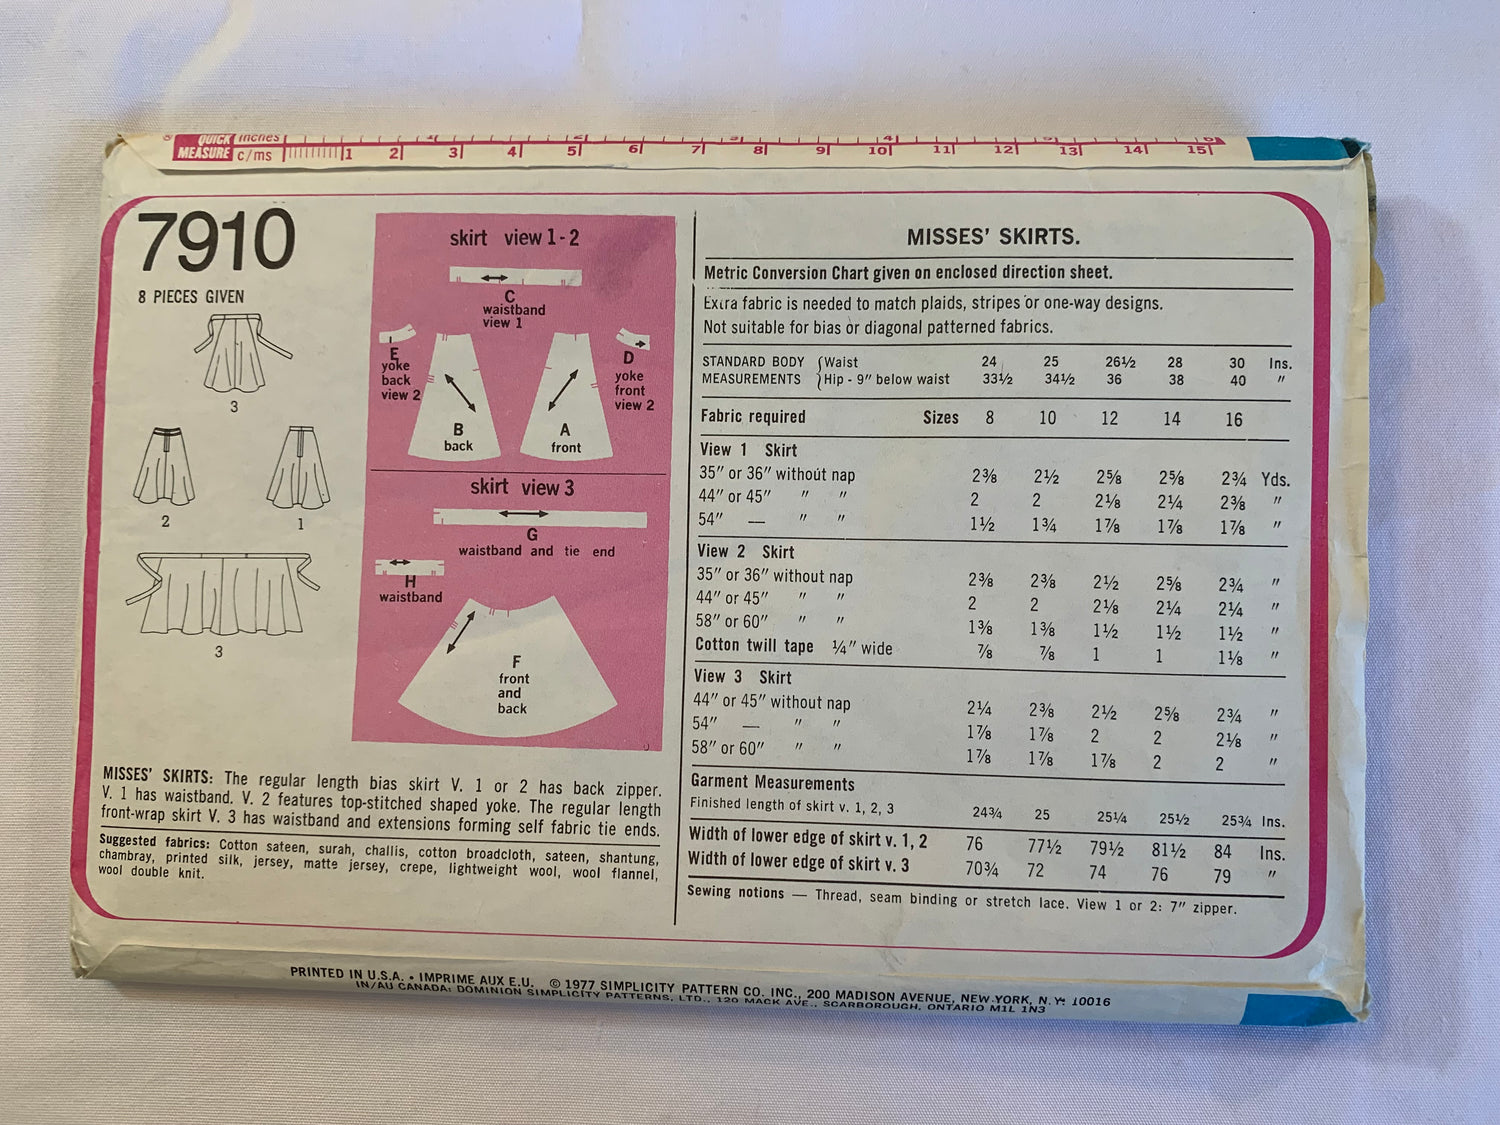 QUICK MEASURE inches
c/ms 1 2 3 4 5 6 7 8 9 10 11 12 13 14 15
7910
8 PIECES GIVEN
3
2
1
3
skirt view 1-2
C
waistband
view 1
E
yoke
back
view 2
D
yoke
front
view 2
B
back
A
front
skirt view 3
G
waistband and tie end
H
waistband
F
front
and
back
MISSES' SKIRTS: The regular length bias skirt V. 1 or 2 has back zipper.
V. 1 has waistband. V. 2 features top-stitched shaped yoke. The regular length
front-wrap skirt V. 3 has waistband and extensions forming self fabric tie ends.
Suggested fabrics: Cotton sateen, surah, challis, cotton broadcloth, sateen, shantung,
chambray, printed silk, jersey, matte jersey, crepe, lightweight wool, wool flannel,
wool double knit.
MISSES' SKIRTS.
Metric Conversion Chart given on enclosed direction sheet.
Extra fabric is needed to match plaids, stripes or one-way designs.
Not suitable for bias or diagonal patterned fabrics.
STANDARD BODY Waist 24 25 26½ 28 30 Ins.
MEASUREMENTS Hip - 9" below waist 33½ 34½ 36 38 40 "
Fabric required Sizes 8 10 12 14 16
View 1 Skirt
35" or 36" without nap 2⅜ 2½ 2⅝ 2⅝ 2¾ Yds.
44" or 45" " " 2 2 2⅛ 2¼ 2⅜ "
54" — " " 1½ 1¾ 1⅞ 1⅞ 1⅞ "
View 2 Skirt
35" or 36" without nap 2⅜ 2⅜ 2½ 2⅝ 2¾ "
44" or 45" " " 2 2 2⅛ 2¼ 2¼ "
58" or 60" " " 1⅜ 1⅜ 1½ 1½ 1½ "
Cotton twill tape ¼" wide ⅞ ⅞ 1 1 1⅛ "
View 3 Skirt
44" or 45" without nap 2¼ 2⅜ 2½ 2⅝ 2¾ "
54" — " " 1⅞ 1⅞ 2 2 2⅛ "
58" or 60" " " 1⅞ 1⅞ 1⅞ 2 2 "
Garment Measurements
Finished length of skirt v. 1, 2, 3 24¾ 25 25¼ 25½ 25¾ Ins.
Width of lower edge of skirt v. 1, 2 76 77½ 79½ 81½ 84 Ins.
Width of lower edge of skirt v. 3 70¾ 72 74 76 79 "
Sewing notions — Thread, seam binding or stretch lace. View 1 or 2: 7" zipper.
PRINTED IN U.S.A. • IMPRIME AUX E.U. © 1977 SIMPLICITY PATTERN CO. INC., 200 MADISON AVENUE, NEW YORK, N.Y. 10016
IN/AU CANADA: DOMINION SIMPLICITY PATTERNS, LTD., 120 MACK AVE., SCARBOROUGH, ONTARIO M1L 1N3